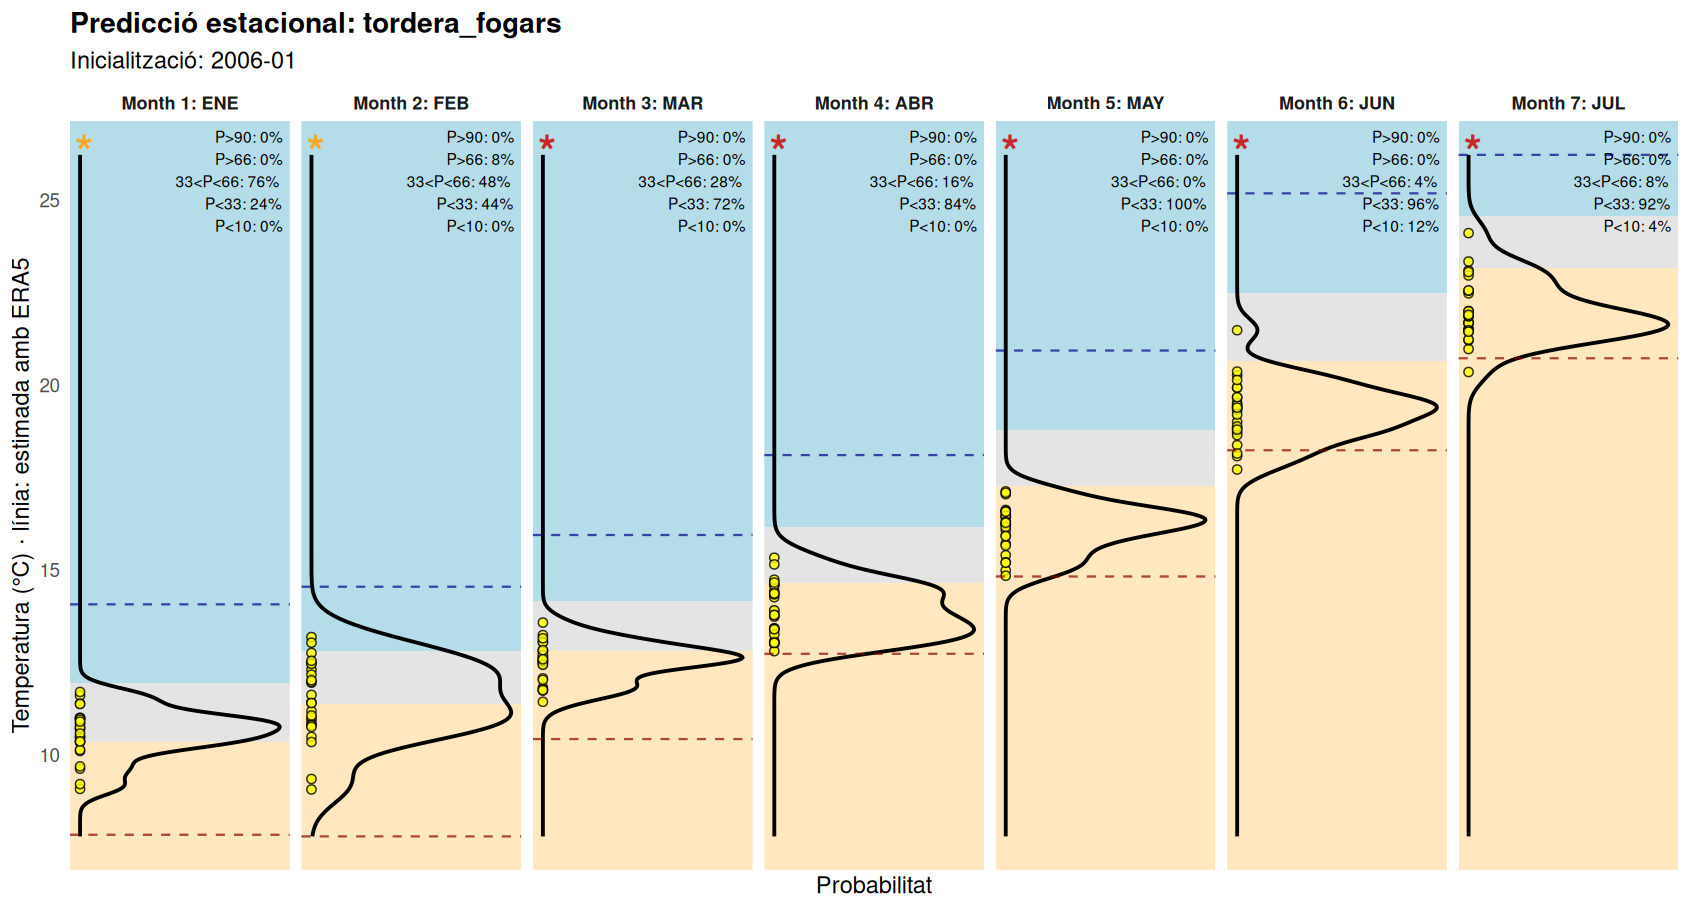 Predicció estacional: tordera_fogars
Inicialització: 2006-01
Month 1: ENE
P>90: 0%
P>66: 0%
33<P<66: 76%
P<33: 24%
P<10: 0%
Month 2: FEB
P>90: 0%
P>66: 8%
33<P<66: 48%
P<33: 44%
P<10: 0%
Month 3: MAR
P>90: 0%
P>66: 0%
33<P<66: 28%
P<33: 72%
P<10: 0%
Month 4: ABR
P>90: 0%
P>66: 0%
33<P<66: 16%
P<33: 84%
P<10: 0%
Month 5: MAY
P>90: 0%
P>66: 0%
33<P<66: 0%
P<33: 100%
P<10: 0%
Month 6: JUN
P>90: 0%
P>66: 0%
33<P<66: 4%
P<33: 96%
P<10: 12%
Month 7: JUL
P>90: 0%
P>66: 0%
33<P<66: 8%
P<33: 92%
P<10: 4%
Temperatura (°C) · línia: estimada amb ERA5
25
20
15
10
Probabilitat